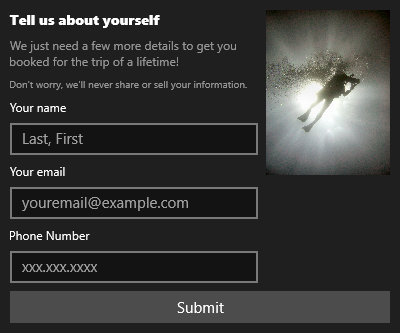 Tell us about yourself
We just need a few more details to get you
booked for the trip of a lifetime!
Don't worry, we'll never share or sell your information.
Your name
Last, First
Your email
youremail@example.com
Phone Number
xxx.xxx.xxxx
Submit